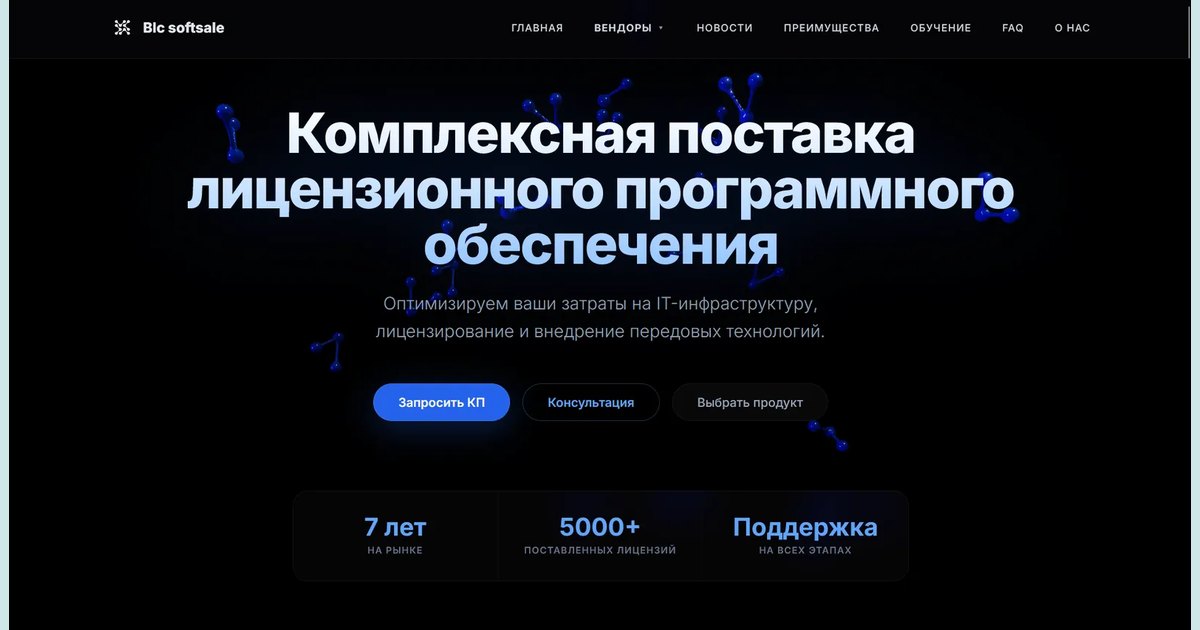 Blc softsale
ГЛАВНАЯ ВЕНДОРЫ НОВОСТИ ПРЕИМУЩЕСТВА ОБУЧЕНИЕ FAQ О НАС
Комплексная поставка
лицензионного программного
обеспечения
Оптимизируем ваши затраты на IT-инфраструктуру,
лицензирование и внедрение передовых технологий.
Запросить КП Консультация Выбрать продукт
7 лет 5000+ Поддержка
НА РЫНКЕ ПОСТАВЛЕННЫХ ЛИЦЕНЗИЙ НА ВСЕХ ЭТАПАХ